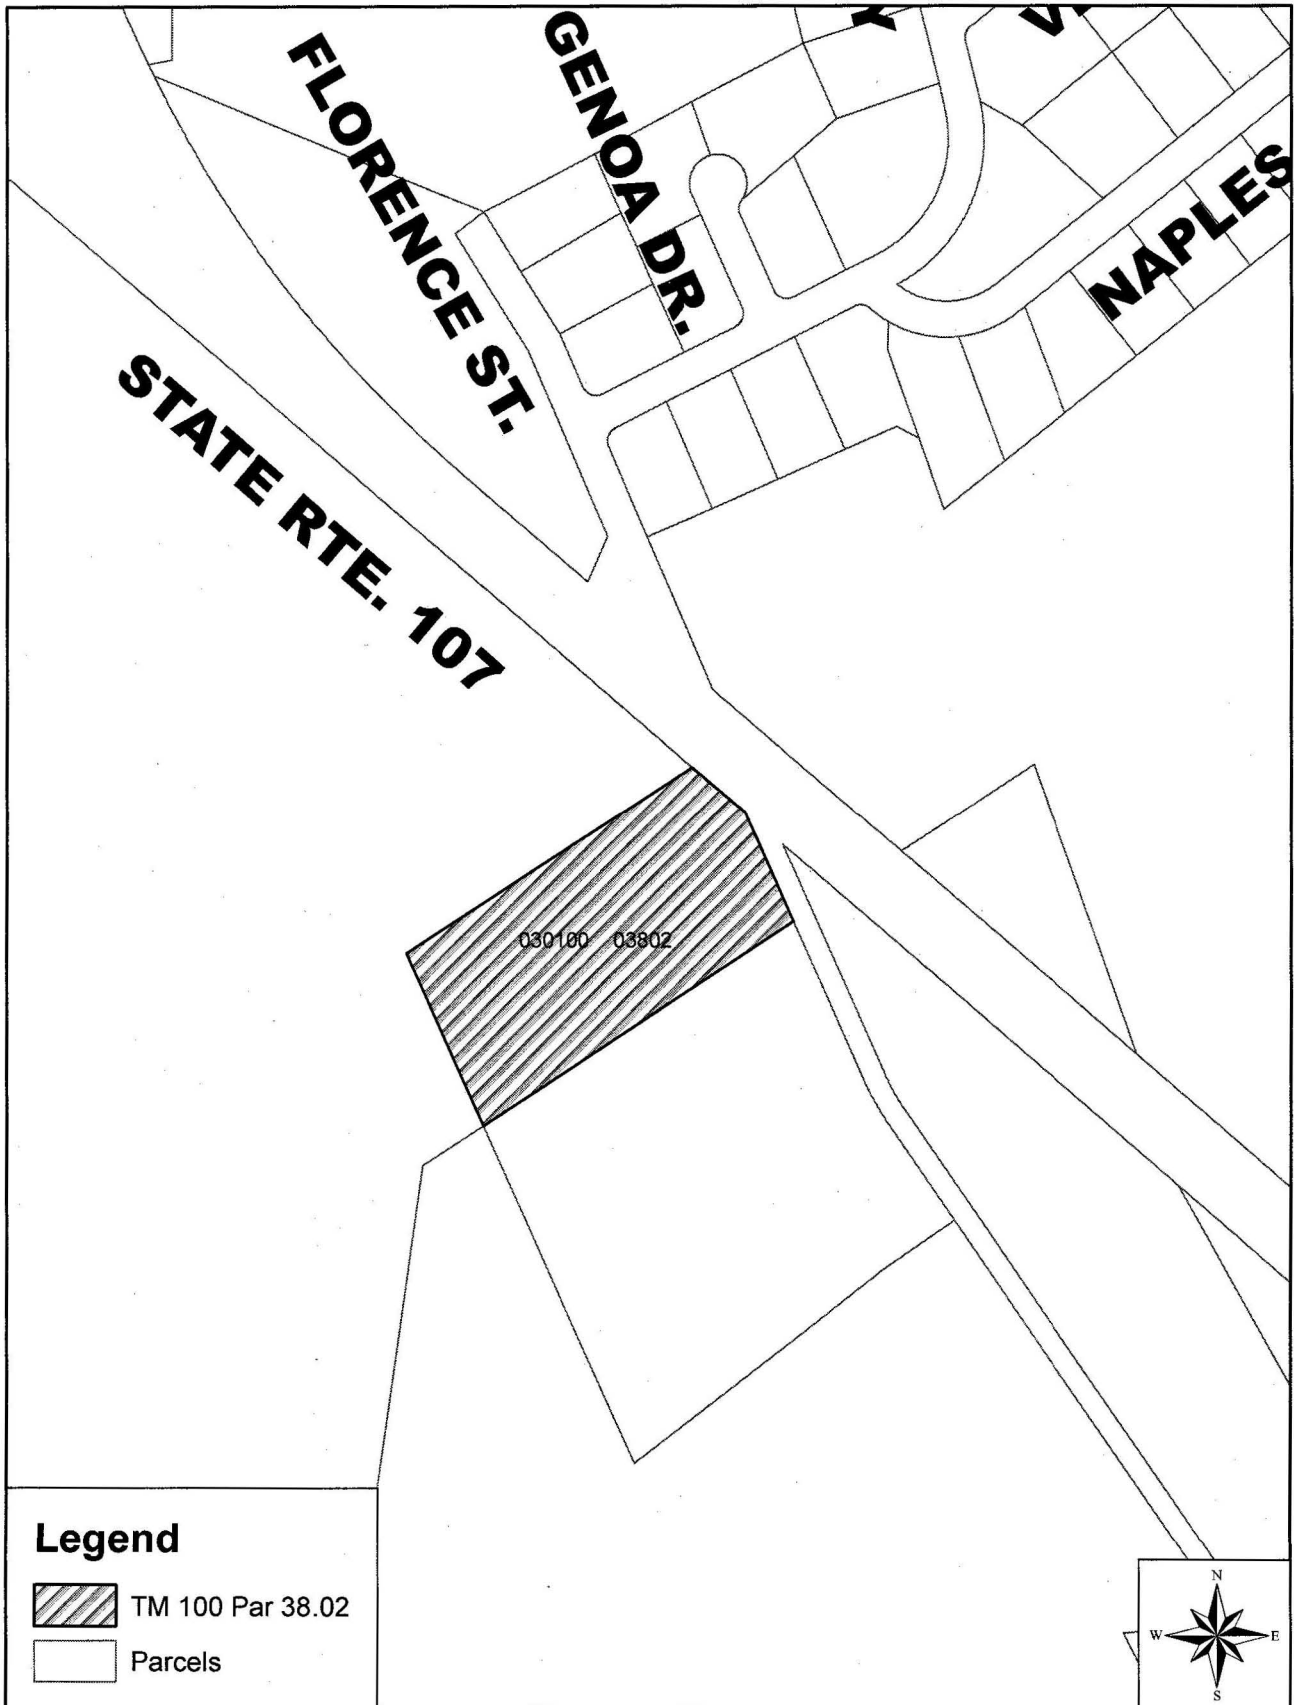 FLORENCE ST.
GENOA DR.
Y
NAPLES
STATE RTE. 107
030100 03802
Legend
TM 100 Par 38.02
Parcels
N
W E
S